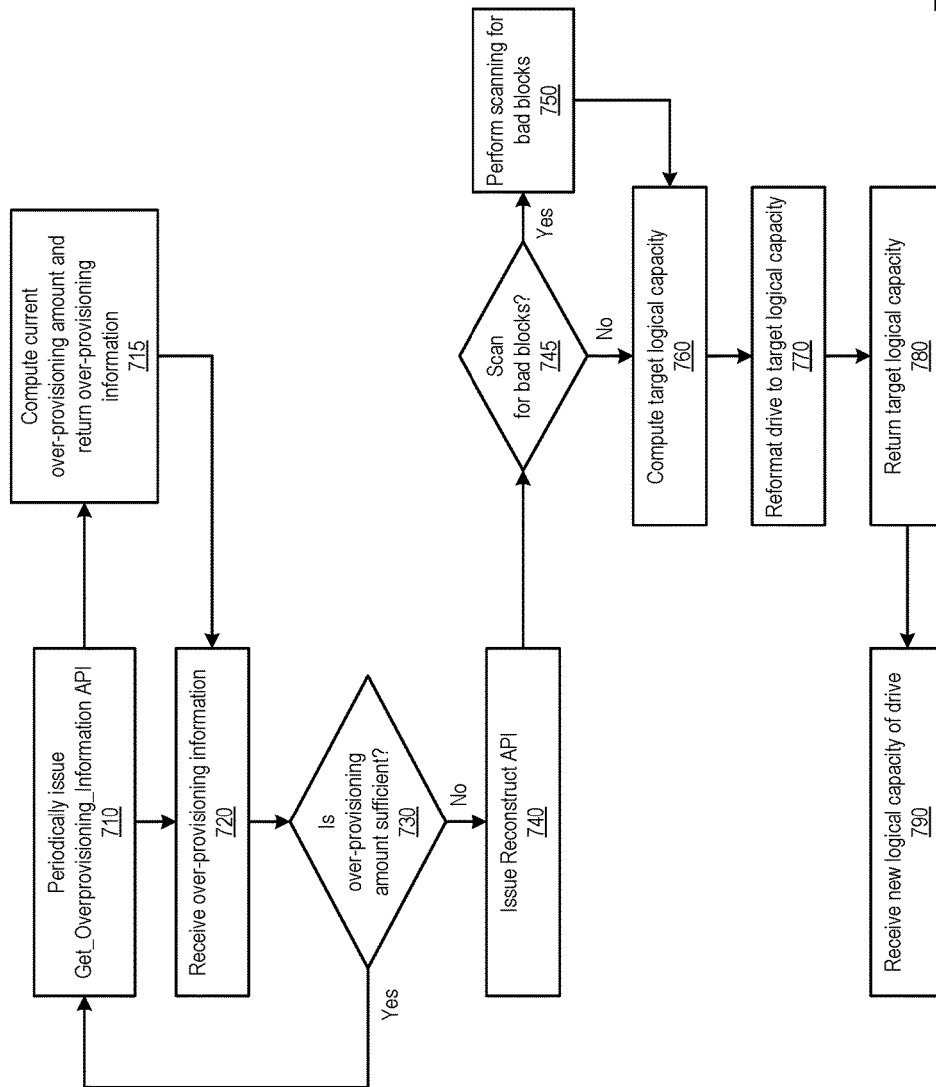 Periodically issue
Get_Overprovisioning_Information API
710
Compute current
over-provisioning amount and
return over-provisioning
information
715
Receive over-provisioning information
720
Is
over-provisioning
amount sufficient?
730
Yes
No
Issue Reconstruct API
740
Scan
for bad blocks?
745
Yes
No
Perform scanning for
bad blocks
750
Compute target logical capacity
760
Reformat drive to target logical capacity
770
Return target logical capacity
780
Receive new logical capacity of drive
790